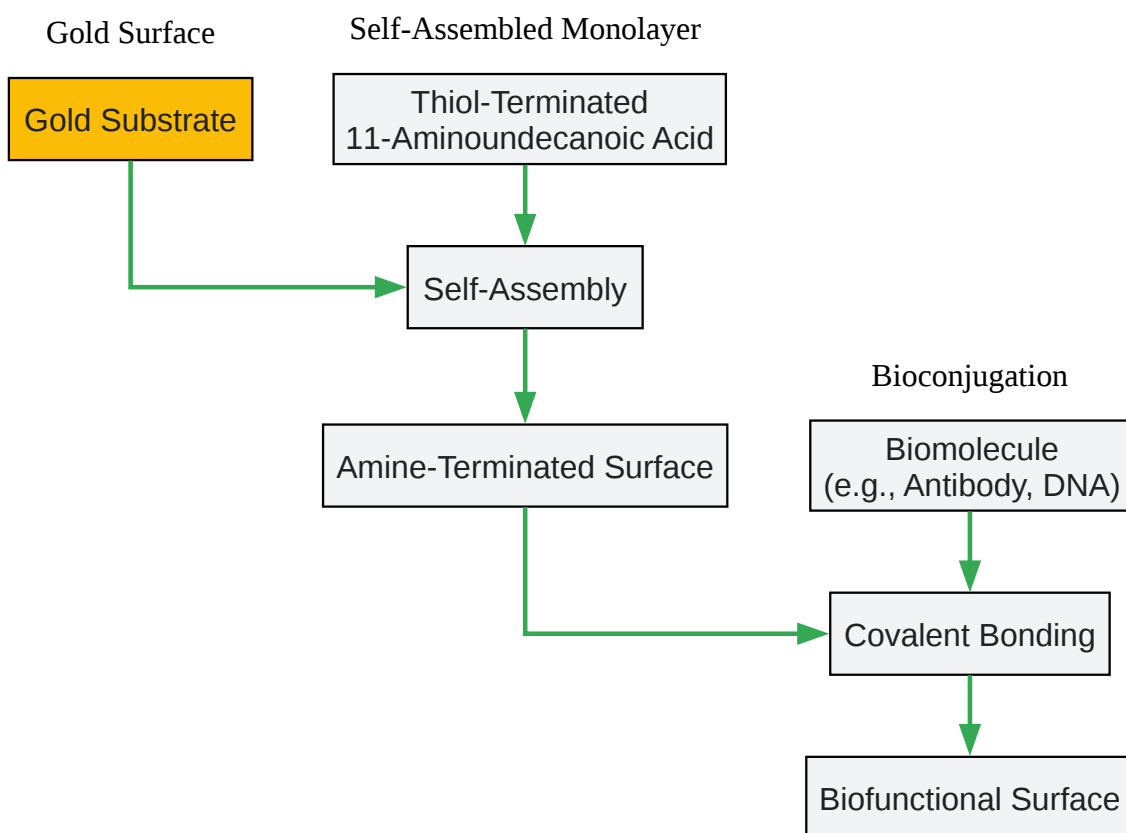 Gold Surface
Self-Assembled Monolayer
Gold Substrate
Thiol-Terminated
11-Aminoundecanoic Acid
Self-Assembly
Amine-Terminated Surface
Bioconjugation
Biomolecule
(e.g., Antibody, DNA)
Covalent Bonding
Biofunctional Surface